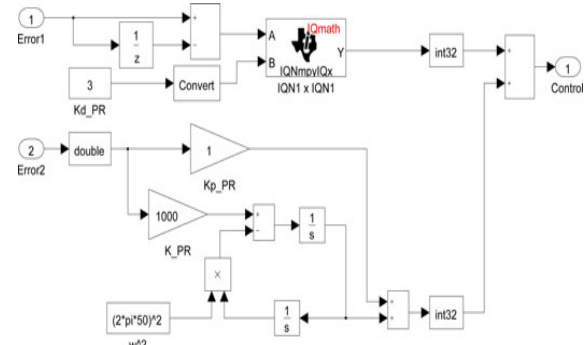 1
Error1
1
z
+
−
3
Kd_PR
Convert
A
B
IQmath
Y
IQNmpyIQx
IQN1 x IQN1
int32
+
+
1
Control
2
Error2
double
1
Kp_PR
1000
K_PR
+
−
1
s
×
(2*pi*50)^2
w^2
1
s
+
+
int32